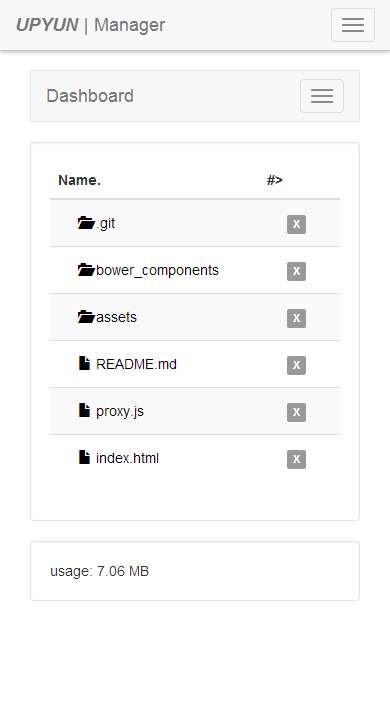 UPYUN | Manager
Dashboard
Name. #>
.git x
bower_components x
assets x
README.md x
proxy.js x
index.html x
usage: 7.06 MB